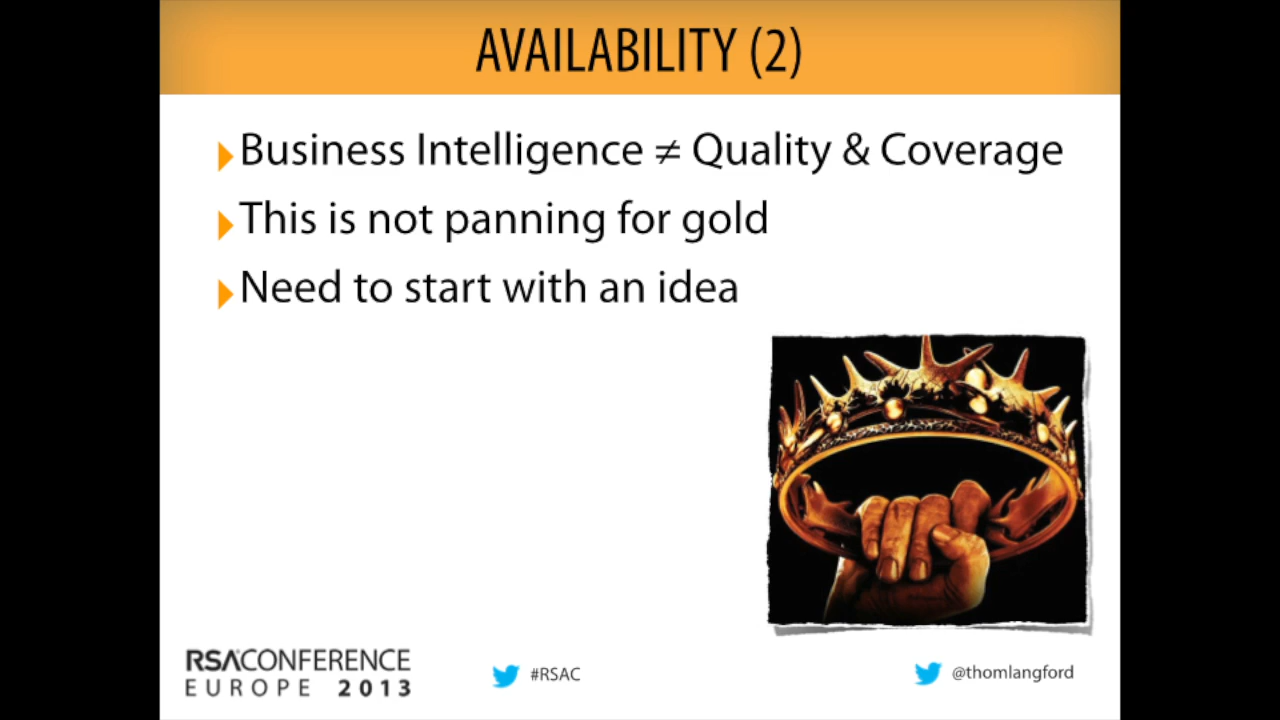 AVAILABILITY (2)
Business Intelligence ≠ Quality & Coverage
This is not panning for gold
Need to start with an idea
RSACONFERENCE
EUROPE 2013
#RSAC
@thomlangford